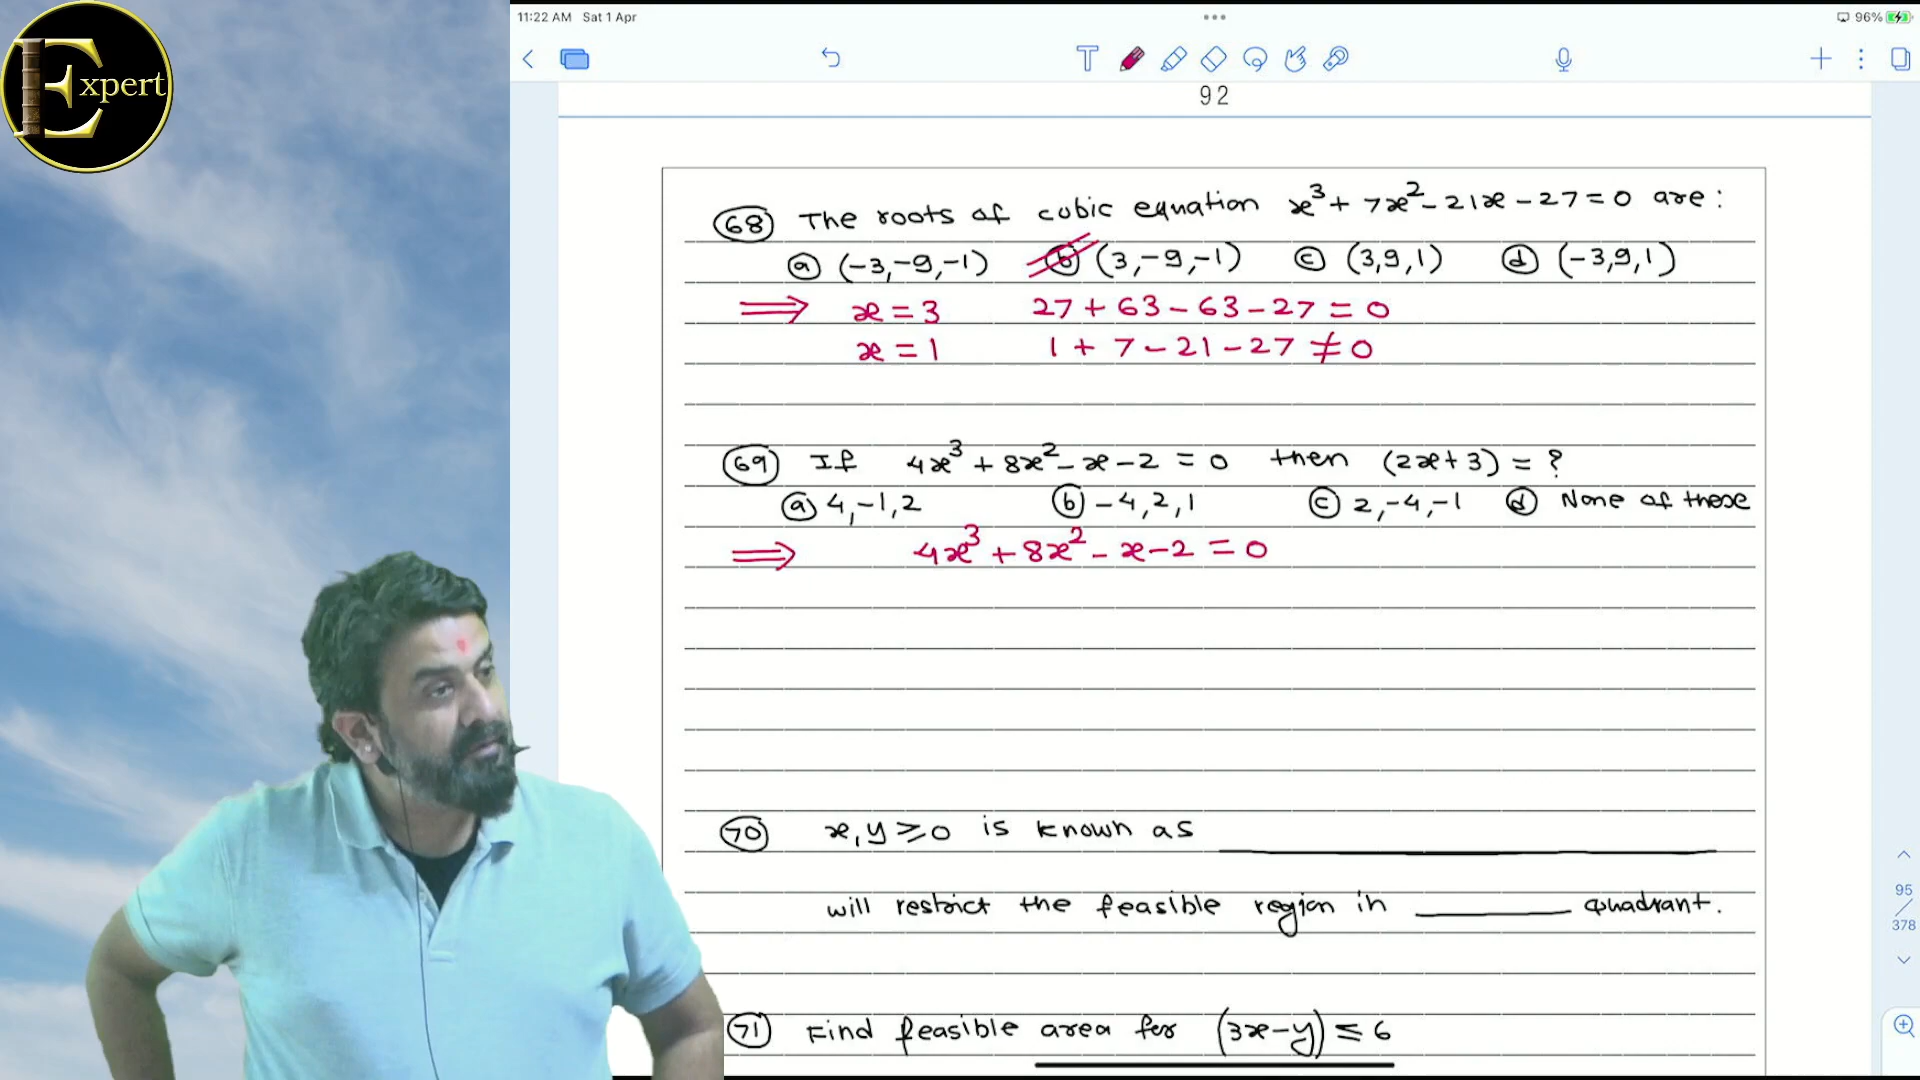 Expert
11:22 AM Sat 1 Apr
96%
92
68 The roots of cubic equation x³ + 7x² - 21x - 27 = 0 are:
a (-3,-9,-1) b (3,-9,-1) c (3,9,1) d (-3,9,1)
⟹ x = 3 27 + 63 - 63 - 27 = 0
x = 1 1 + 7 - 21 - 27 ≠ 0
69 If 4x³ + 8x² - x - 2 = 0 then (2x+3) = ?
a 4,-1,2 b -4,2,1 c 2,-4,-1 d None of these
⟹ 4x³ + 8x² - x - 2 = 0
70 x,y ≥ 0 is known as
will restrict the feasible region in ______ quadrant.
71 Find feasible area for (3x-y) ≤ 6
95
378